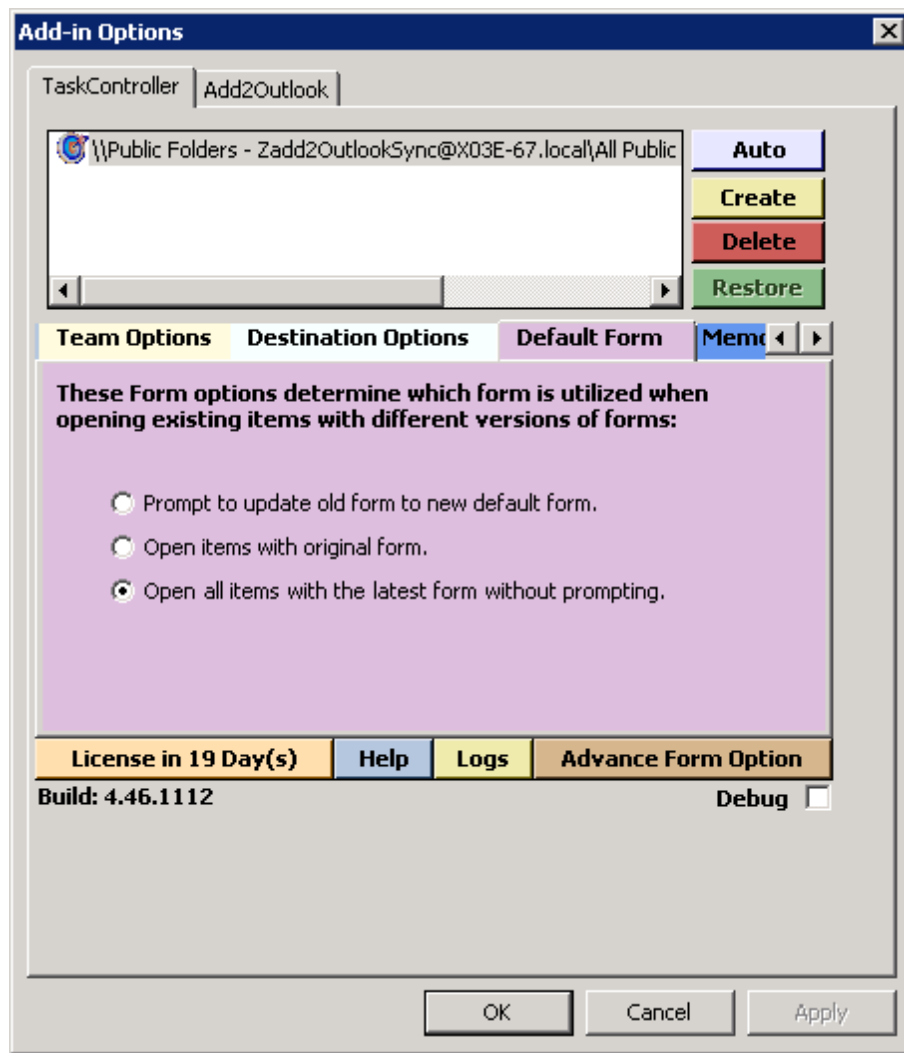 Add-in Options
TaskController
Add2Outlook
\\Public Folders - Zadd2OutlookSync@X03E-67.local\All Public
Auto
Create
Delete
Restore
Team Options
Destination Options
Default Form
Memo
These Form options determine which form is utilized when
opening existing items with different versions of forms:
Prompt to update old form to new default form.
Open items with original form.
Open all items with the latest form without prompting.
License in 19 Day(s)
Help
Logs
Advance Form Option
Build: 4.46.1112
Debug
OK
Cancel
Apply